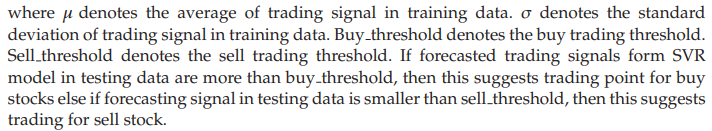 where μ denotes the average of trading signal in training data. σ denotes the standard
deviation of trading signal in training data. Buy_threshold denotes the buy trading threshold.
Sell_threshold denotes the sell trading threshold. If forecasted trading signals form SVR
model in testing data are more than buy_threshold, then this suggests trading point for buy
stocks else if forecasting signal in testing data is smaller than sell_threshold, then this suggests
trading for sell stock.